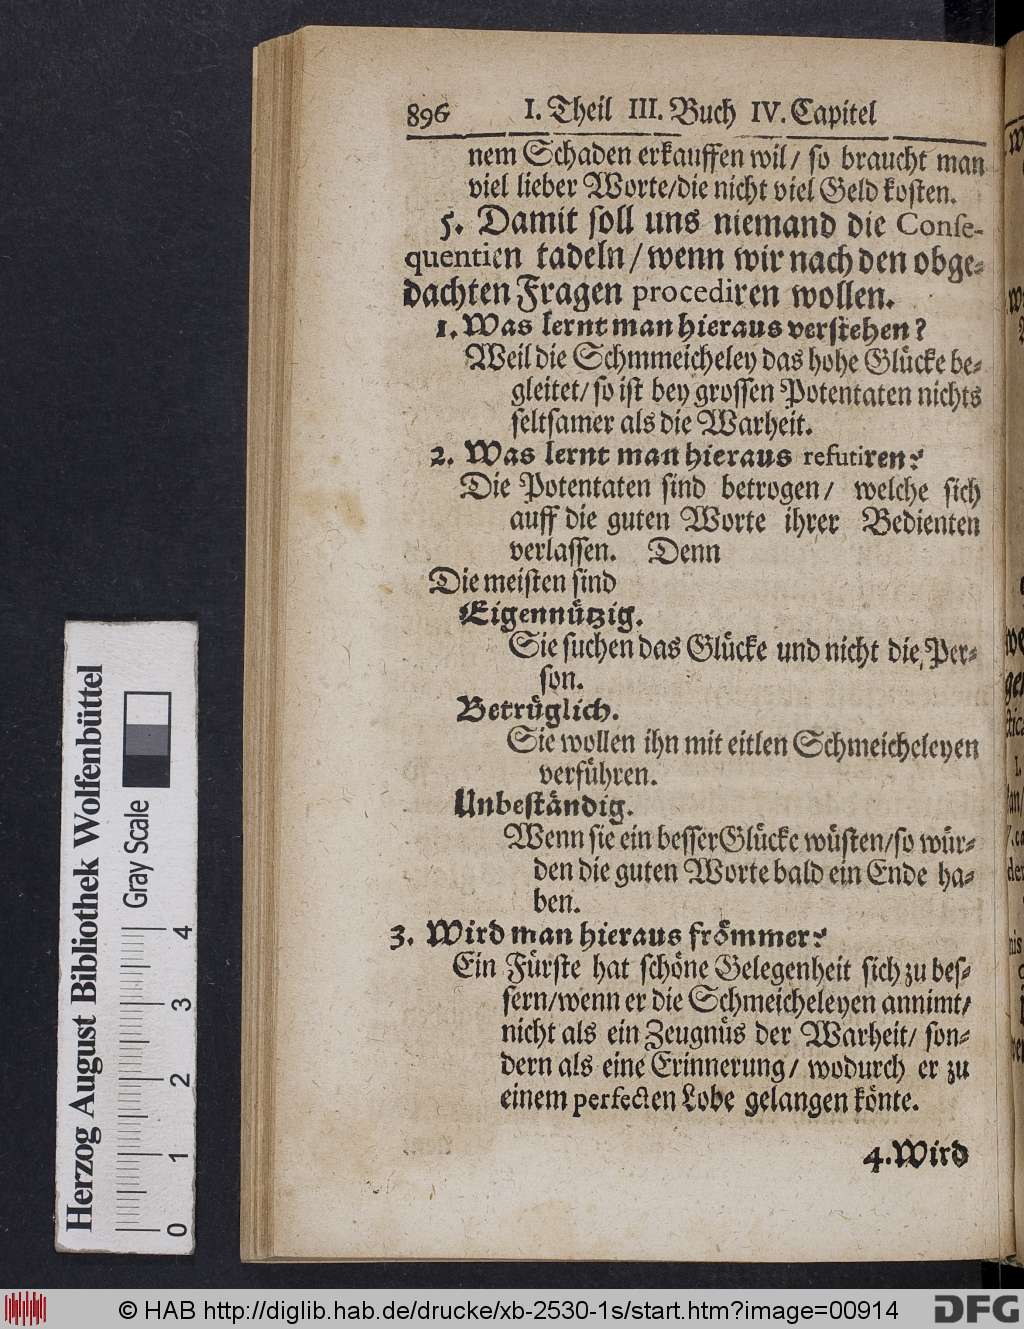 896 I. Theil III. Buch IV. Capitel
nem Schaden erkauffen wil/ so braucht man
viel lieber Worte/die nicht viel Geld kosten.
5. Damit soll uns niemand die Conse-
quentien tadeln/wenn wir nach den obge-
dachten Fragen procediren wollen.
1. Was lernt man hieraus verstehen?
Weil die Schmmeicheley das hohe Glücke be-
gleitet/ so ist bey grossen Potentaten nichts
seltsamer als die Warheit.
2. Was lernt man hieraus refutiren?
Die Potentaten sind betrogen/ welche sich
auff die guten Worte ihrer Bedienten
verlassen. Denn
Die meisten sind
Eigennützig.
Sie suchen das Glücke und nicht die Per-
son.
Betrüglich.
Sie wollen ihn mit eitlen Schmeicheleyen
verführen.
Unbeständig.
Wenn sie ein besser Glücke wüsten/so wür-
den die guten Worte bald ein Ende ha-
ben.
3. Wird man hieraus frömmer?
Ein Fürste hat schöne Gelegenheit sich zu bes-
sern/wenn er die Schmeicheleyen annimt/
nicht als ein Zeugnüs der Warheit/ son-
dern als eine Erinnerung/ wodurch er zu
einem perfecten Lobe gelangen könte.
4. Wird
Herzog August Bibliothek Wolfenbüttel
Gray Scale
0 1 2 3 4
© HAB http://diglib.hab.de/drucke/xb-2530-1s/start.htm?image=00914
DFG